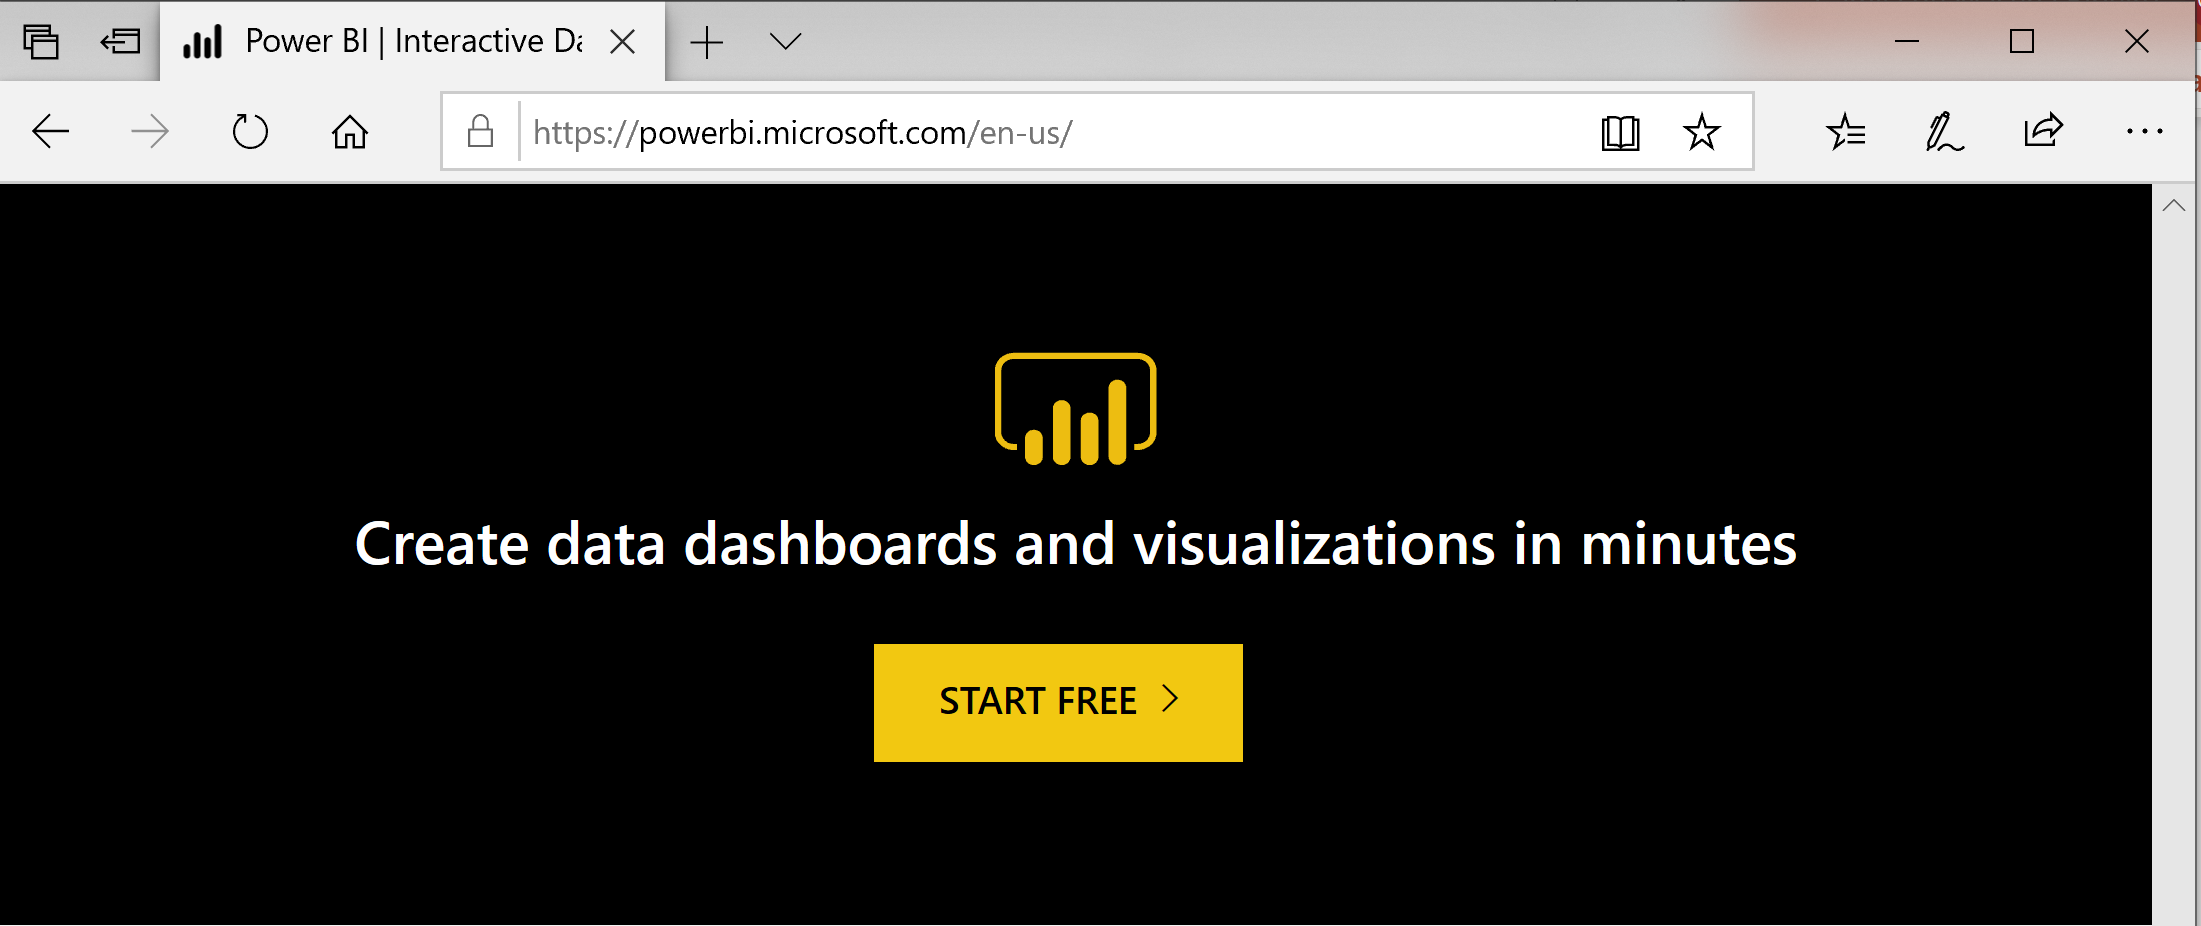 Power BI | Interactive Da
https://powerbi.microsoft.com/en-us/
Create data dashboards and visualizations in minutes
START FREE